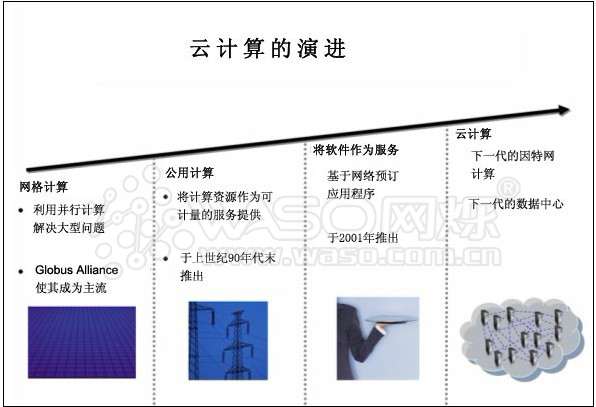 云计算的演进
网格计算
利用并行计算
解决大型问题
Globus Alliance
使其成为主流
公用计算
将计算资源作为可
计量的服务提供
于上世纪90年代末
推出
将软件作为服务
基于网络预订
应用程序
于2001年推出
云计算
下一代的因特网
计算
下一代的数据中心
WASO网烁®
www.waso.com.cn